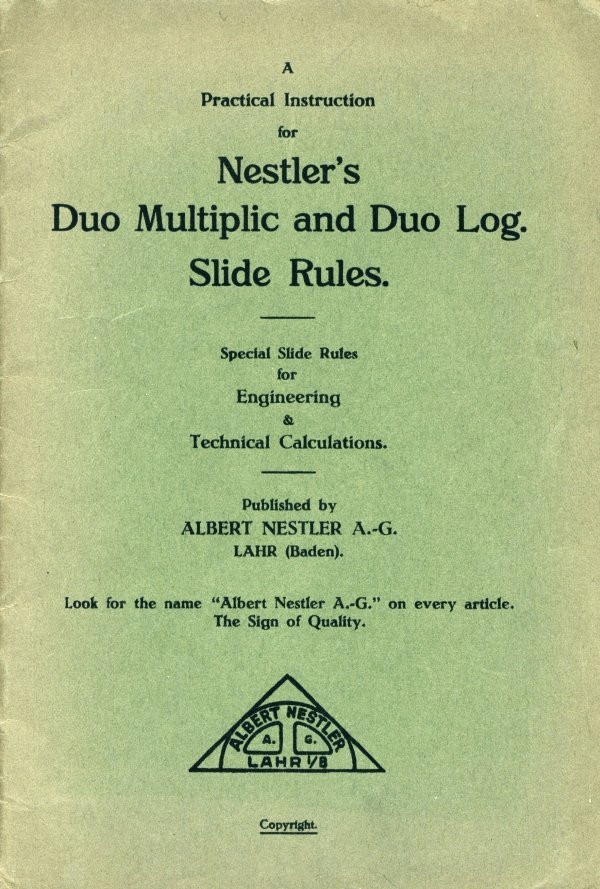 A
Practical Instruction
for
Nestler's
Duo Multiplic and Duo Log.
Slide Rules.
Special Slide Rules
for
Engineering
&
Technical Calculations.
Published by
ALBERT NESTLER A.-G.
LAHR (Baden).
Look for the name "Albert Nestler A.-G." on every article.
The Sign of Quality.
ALBERT NESTLER
A. G.
LAHR I/B
Copyright.